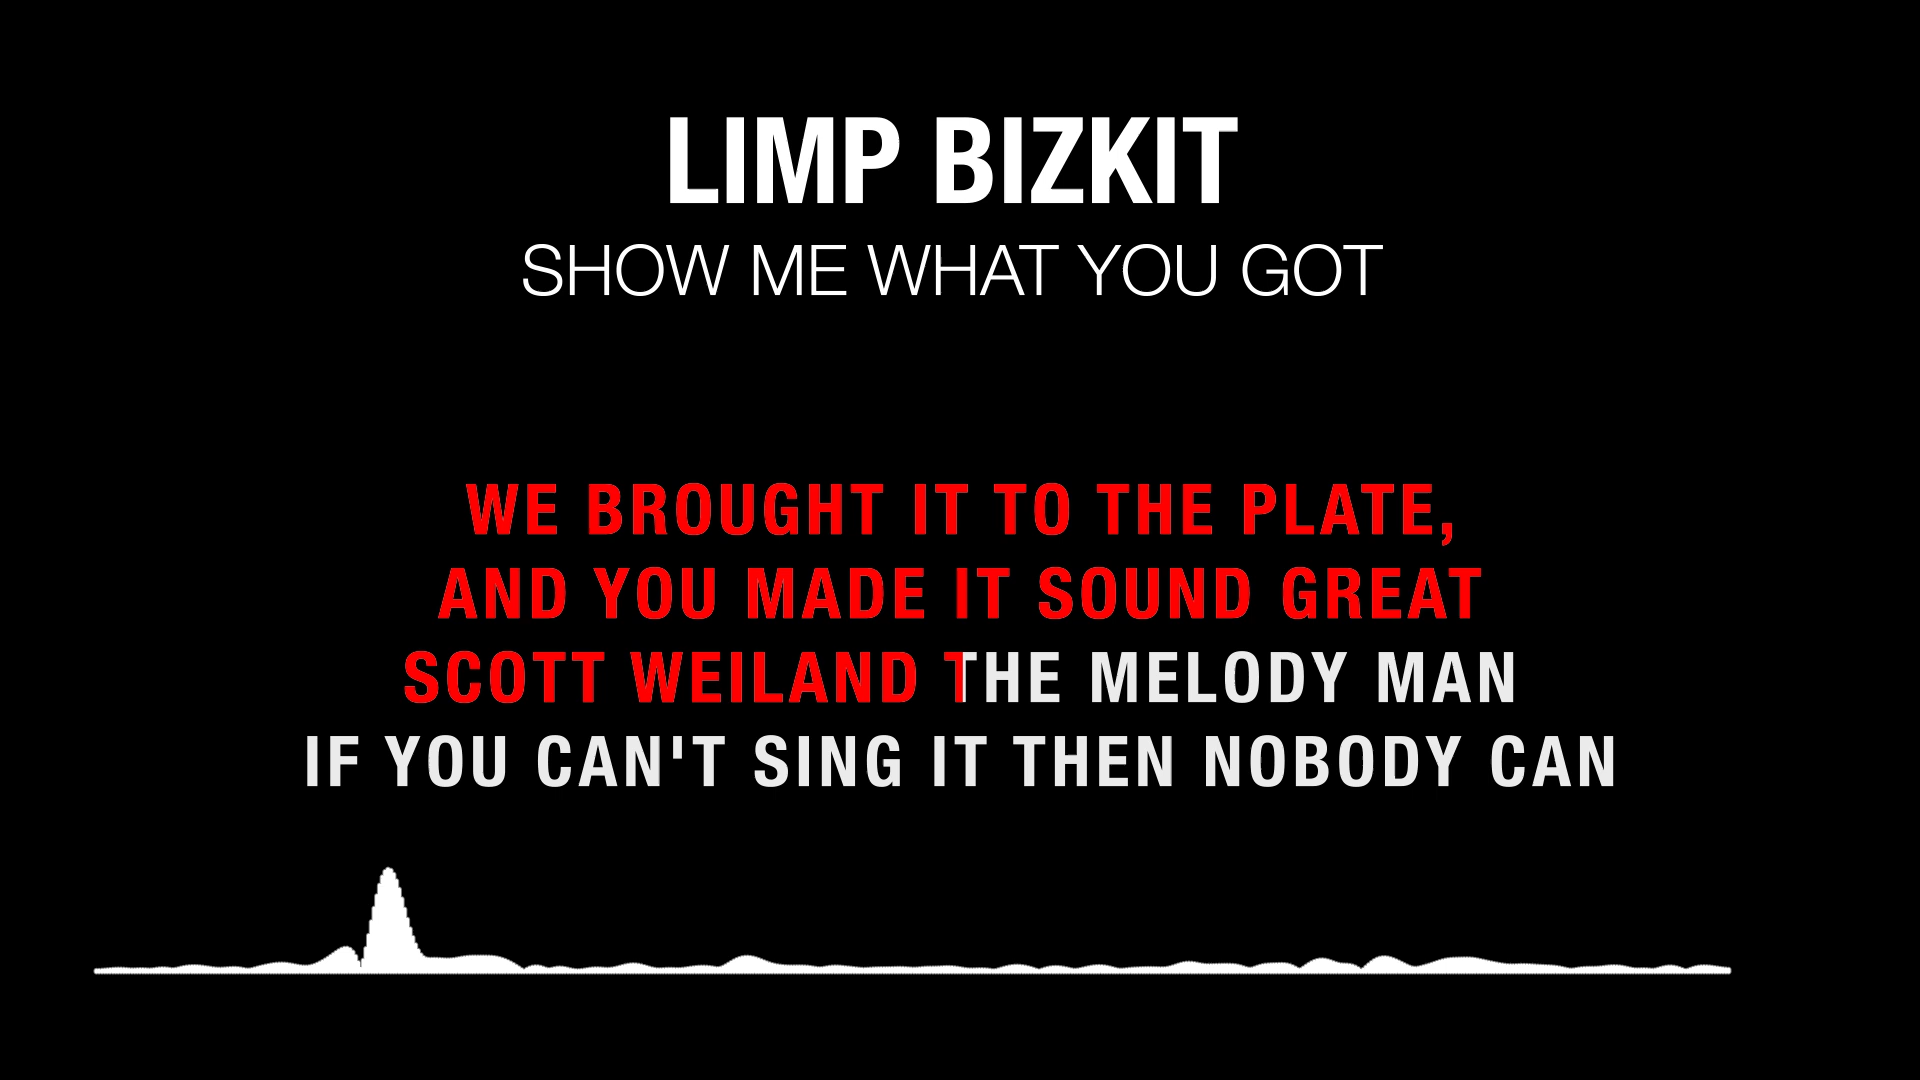 LIMP BIZKIT
SHOW ME WHAT YOU GOT
WE BROUGHT IT TO THE PLATE,
AND YOU MADE IT SOUND GREAT
SCOTT WEILAND THE MELODY MAN
IF YOU CAN'T SING IT THEN NOBODY CAN